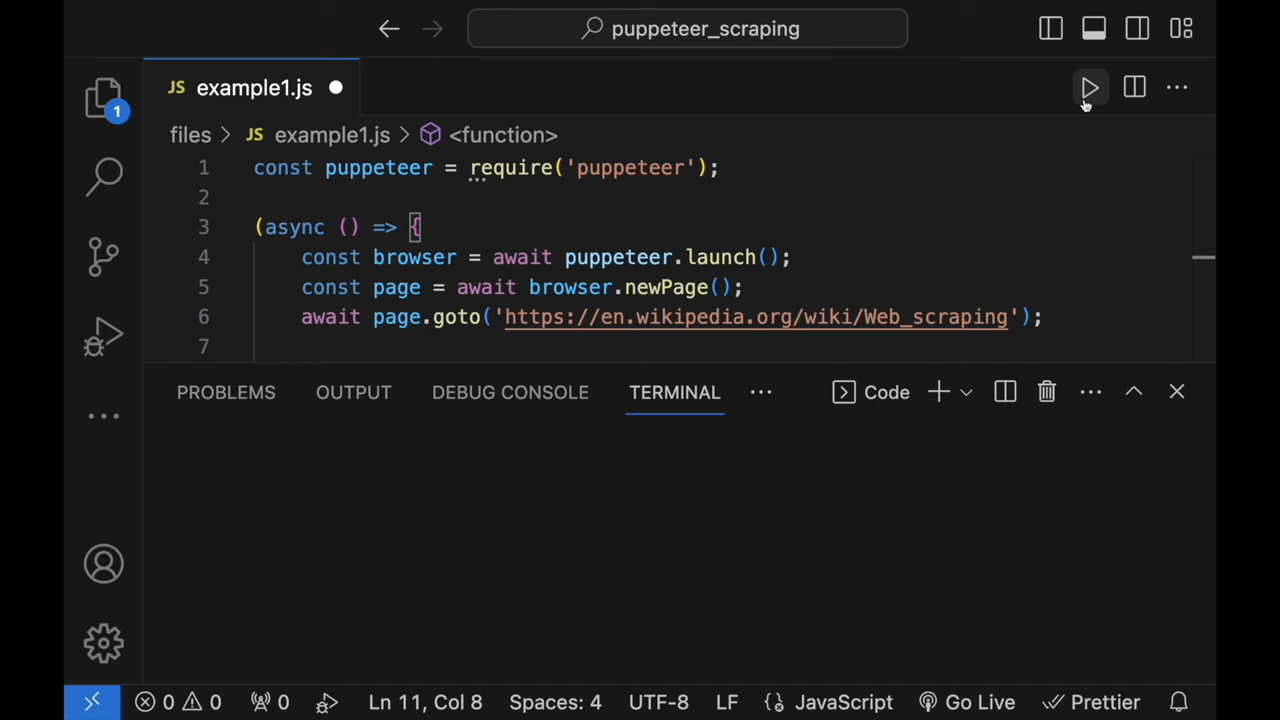 puppeteer_scraping
JS example1.js
files > JS example1.js > <function>
1 const puppeteer = require('puppeteer');
2
3 (async () => {
4 const browser = await puppeteer.launch();
5 const page = await browser.newPage();
6 await page.goto('https://en.wikipedia.org/wiki/Web_scraping');
7
1
PROBLEMS OUTPUT DEBUG CONSOLE TERMINAL ... Code
0 0 0 Ln 11, Col 8 Spaces: 4 UTF-8 LF {} JavaScript Go Live Prettier